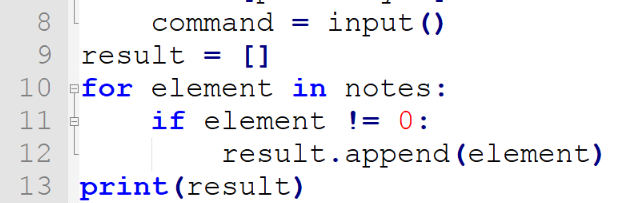 8 command = input()
9 result = []
10 for element in notes:
11 if element != 0:
12 result.append(element)
13 print(result)